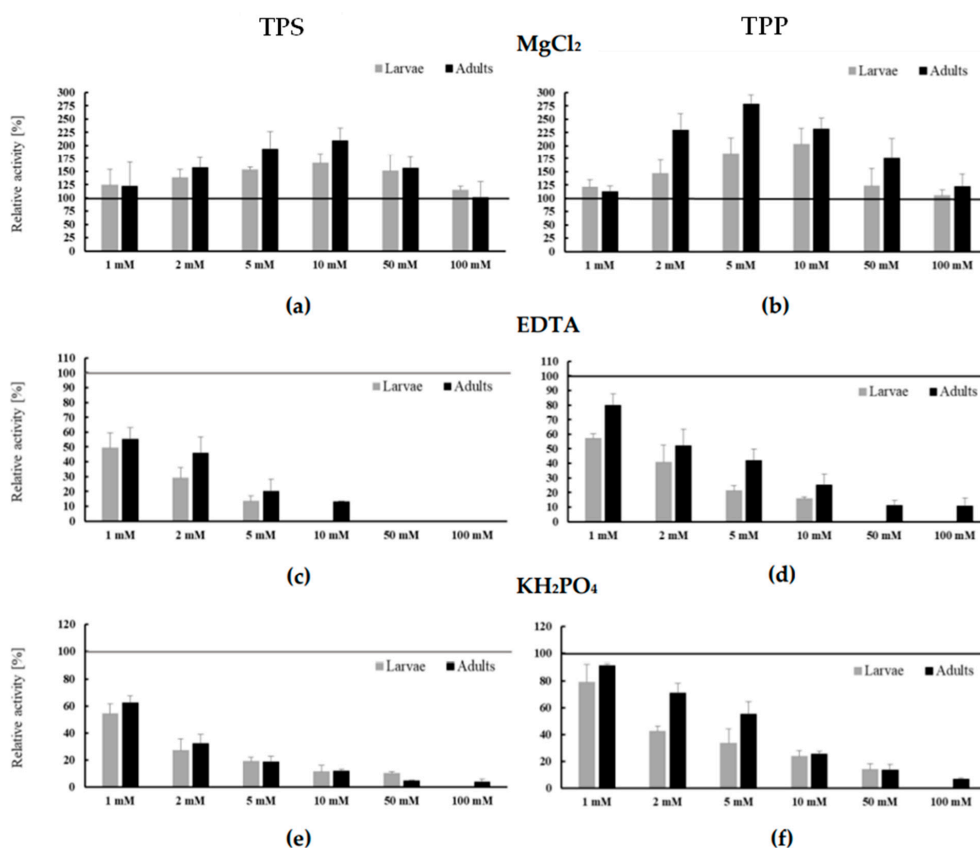 TPS TPP
MgCl₂
Larvae Adults Larvae Adults
Relative activity [%]
300 300
275 275
250 250
225 225
200 200
175 175
150 150
125 125
100 100
75 75
50 50
25 25
0 0
1 mM 2 mM 5 mM 10 mM 50 mM 100 mM 1 mM 2 mM 5 mM 10 mM 50 mM 100 mM
(a) (b)
EDTA
Larvae Adults Larvae Adults
Relative activity [%]
110 110
100 100
90 90
80 80
70 70
60 60
50 50
40 40
30 30
20 20
10 10
0 0
1 mM 2 mM 5 mM 10 mM 50 mM 100 mM 1 mM 2 mM 5 mM 10 mM 50 mM 100 mM
(c) (d)
KH₂PO₄
Larvae Adults Larvae Adults
Relative activity [%]
120 120
100 100
80 80
60 60
40 40
20 20
0 0
1 mM 2 mM 5 mM 10 mM 50 mM 100 mM 1 mM 2 mM 5 mM 10 mM 50 mM 100 mM
(e) (f)